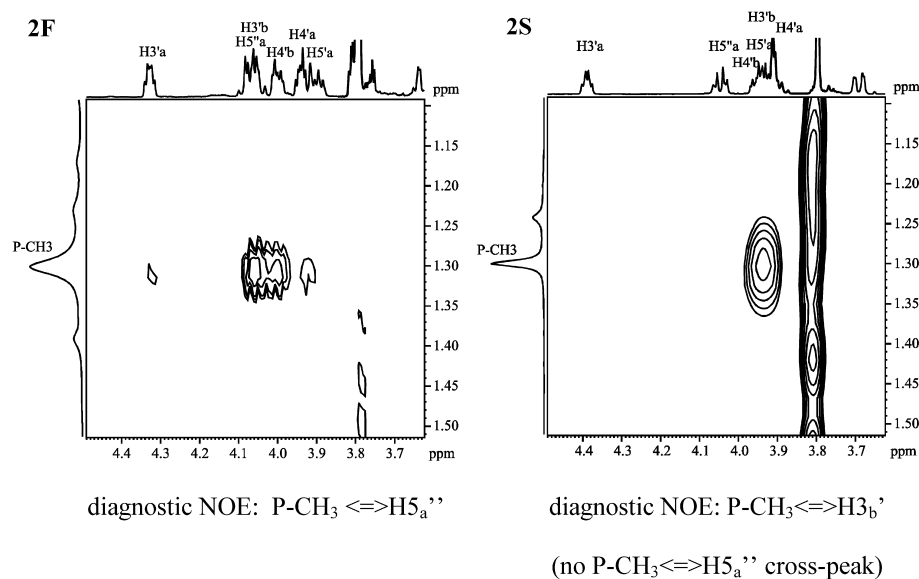 2F
H3'b
H5''a
H3'a
H4'b
H4'a
H5'a
ppm
P-CH3
1.15
1.20
1.25
1.30
1.35
1.40
1.45
1.50
4.4 4.3 4.2 4.1 4.0 3.9 3.8 3.7 ppm
diagnostic NOE: P-CH₃ <=>H5ₐ’’
2S
H3'b
H4'a
H3'a
H5''a
H5'a
H4'b
ppm
P-CH3
1.15
1.20
1.25
1.30
1.35
1.40
1.45
1.50
4.4 4.3 4.2 4.1 4.0 3.9 3.8 3.7 ppm
diagnostic NOE: P-CH₃<=>H3b’
(no P-CH₃<=>H5ₐ’’ cross-peak)